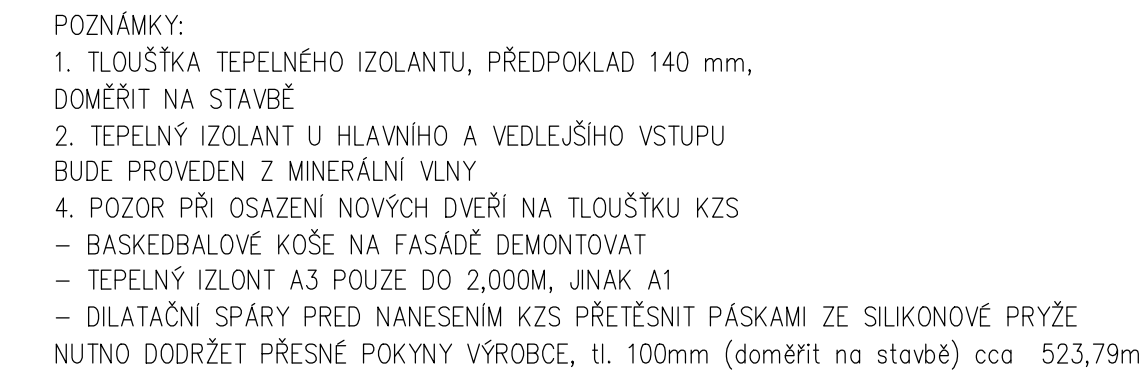 POZNÁMKY:
1. TLOUŠŤKA TEPELNÉHO IZOLANTU, PŘEDPOKLAD 140 mm,
DOMĚŘIT NA STAVBĚ
2. TEPELNÝ IZOLANT U HLAVNÍHO A VEDLEJŠÍHO VSTUPU
BUDE PROVEDEN Z MINERÁLNÍ VLNY
4. POZOR PŘI OSAZENÍ NOVÝCH DVEŘÍ NA TLOUŠŤKU KZS
– BASKEDBALOVÉ KOŠE NA FASÁDĚ DEMONTOVAT
– TEPELNÝ IZLONT A3 POUZE DO 2,000M, JINAK A1
– DILATAČNÍ SPÁRY PRED NANESENÍM KZS PŘETĚSNIT PÁSKAMI ZE SILIKONOVÉ PRYŽE
NUTNO DODRŽET PŘESNÉ POKYNY VÝROBCE, tl. 100mm (doměřit na stavbě) cca 523,79m